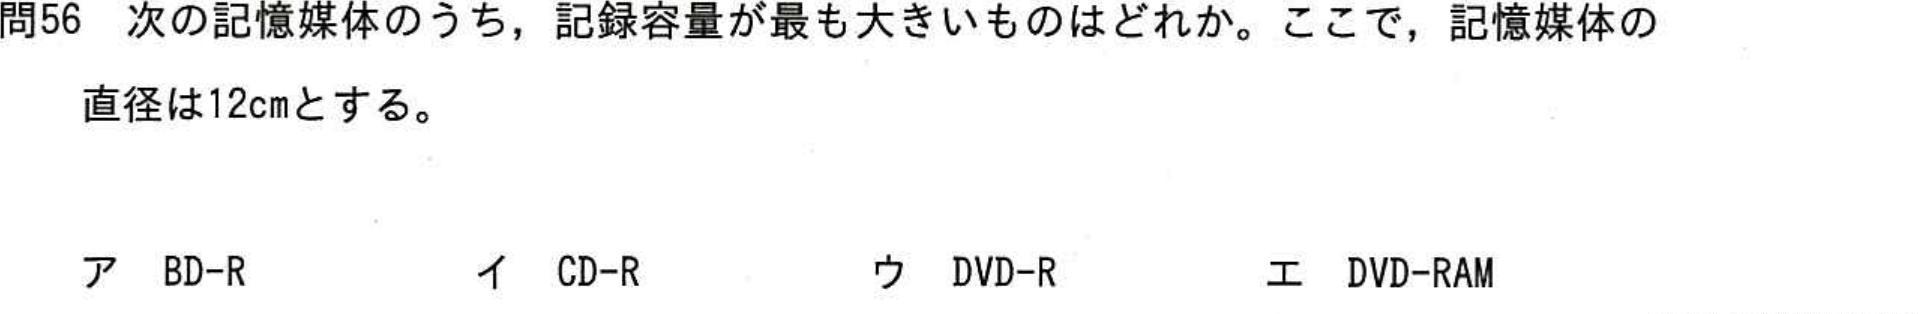 問56　次の記憶媒体のうち，記録容量が最も大きいものはどれか。ここで，記憶媒体の
直径は12cmとする。
ア　BD-R　イ　CD-R　ウ　DVD-R　エ　DVD-RAM